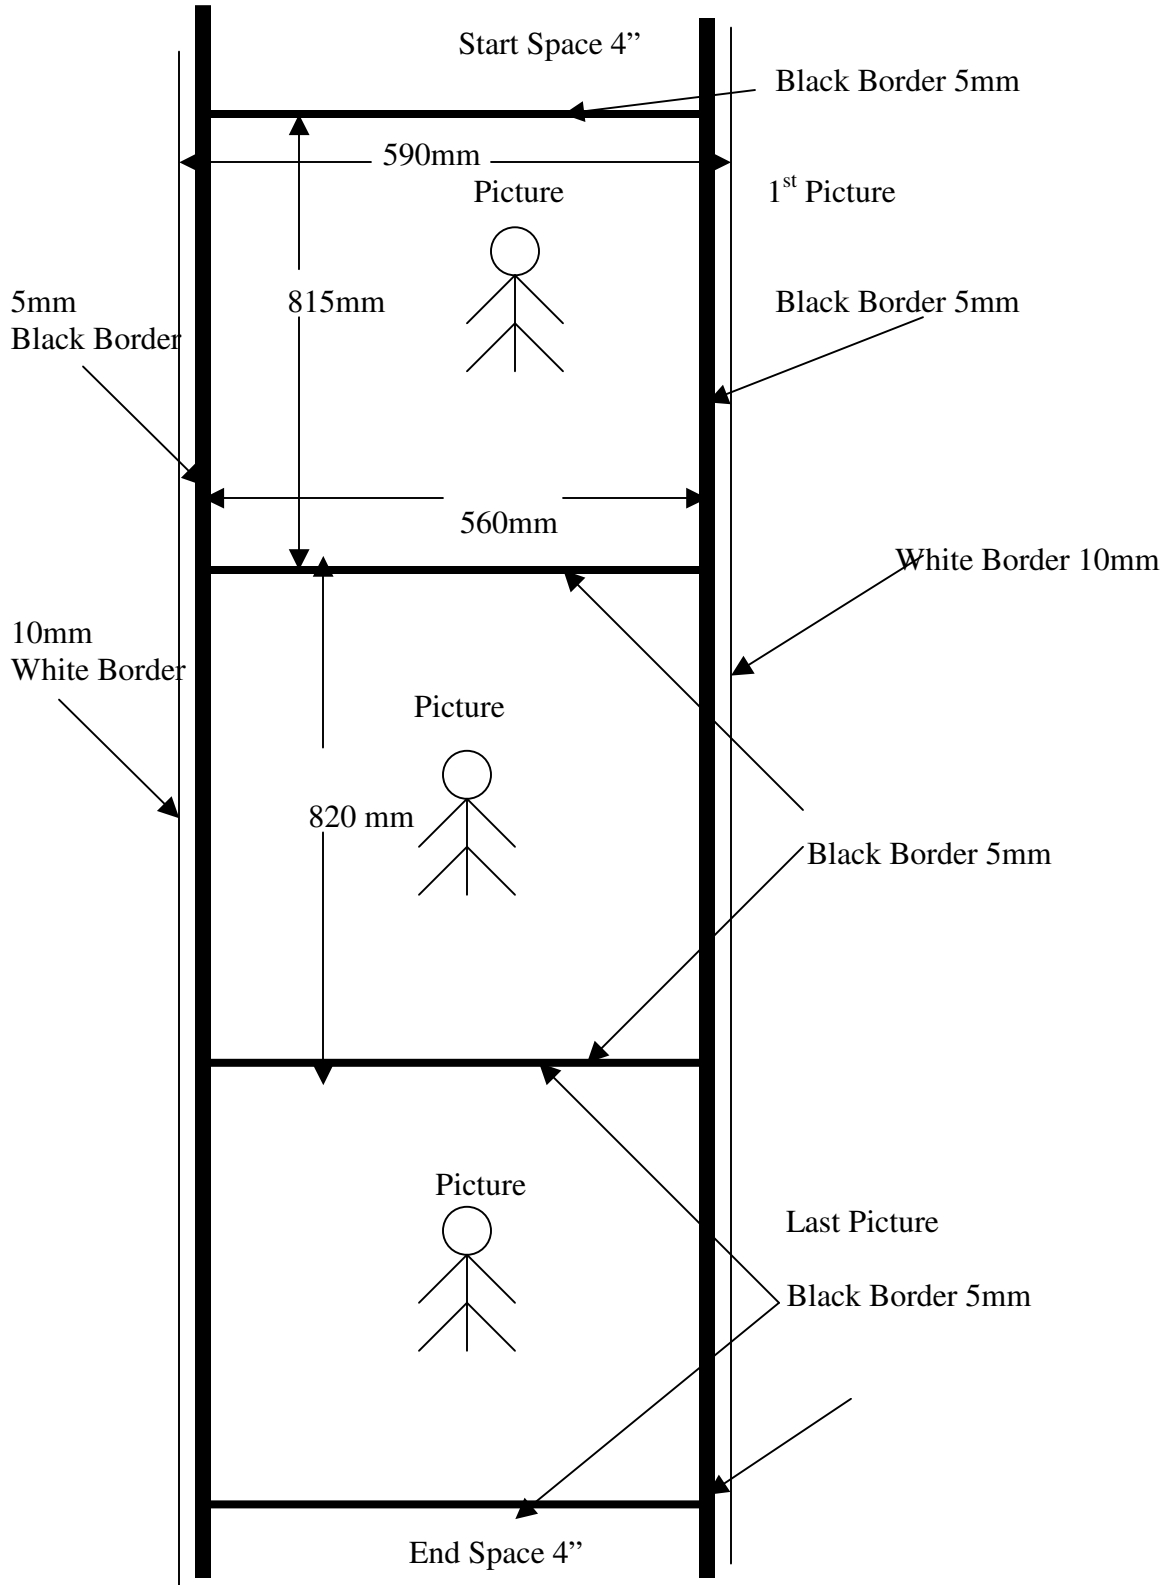 Start Space 4”
Black Border 5mm
590mm
Picture
1st Picture
5mm
Black Border
815mm
Black Border 5mm
560mm
White Border 10mm
10mm
White Border
Picture
820 mm
Black Border 5mm
Picture
Last Picture
Black Border 5mm
End Space 4”